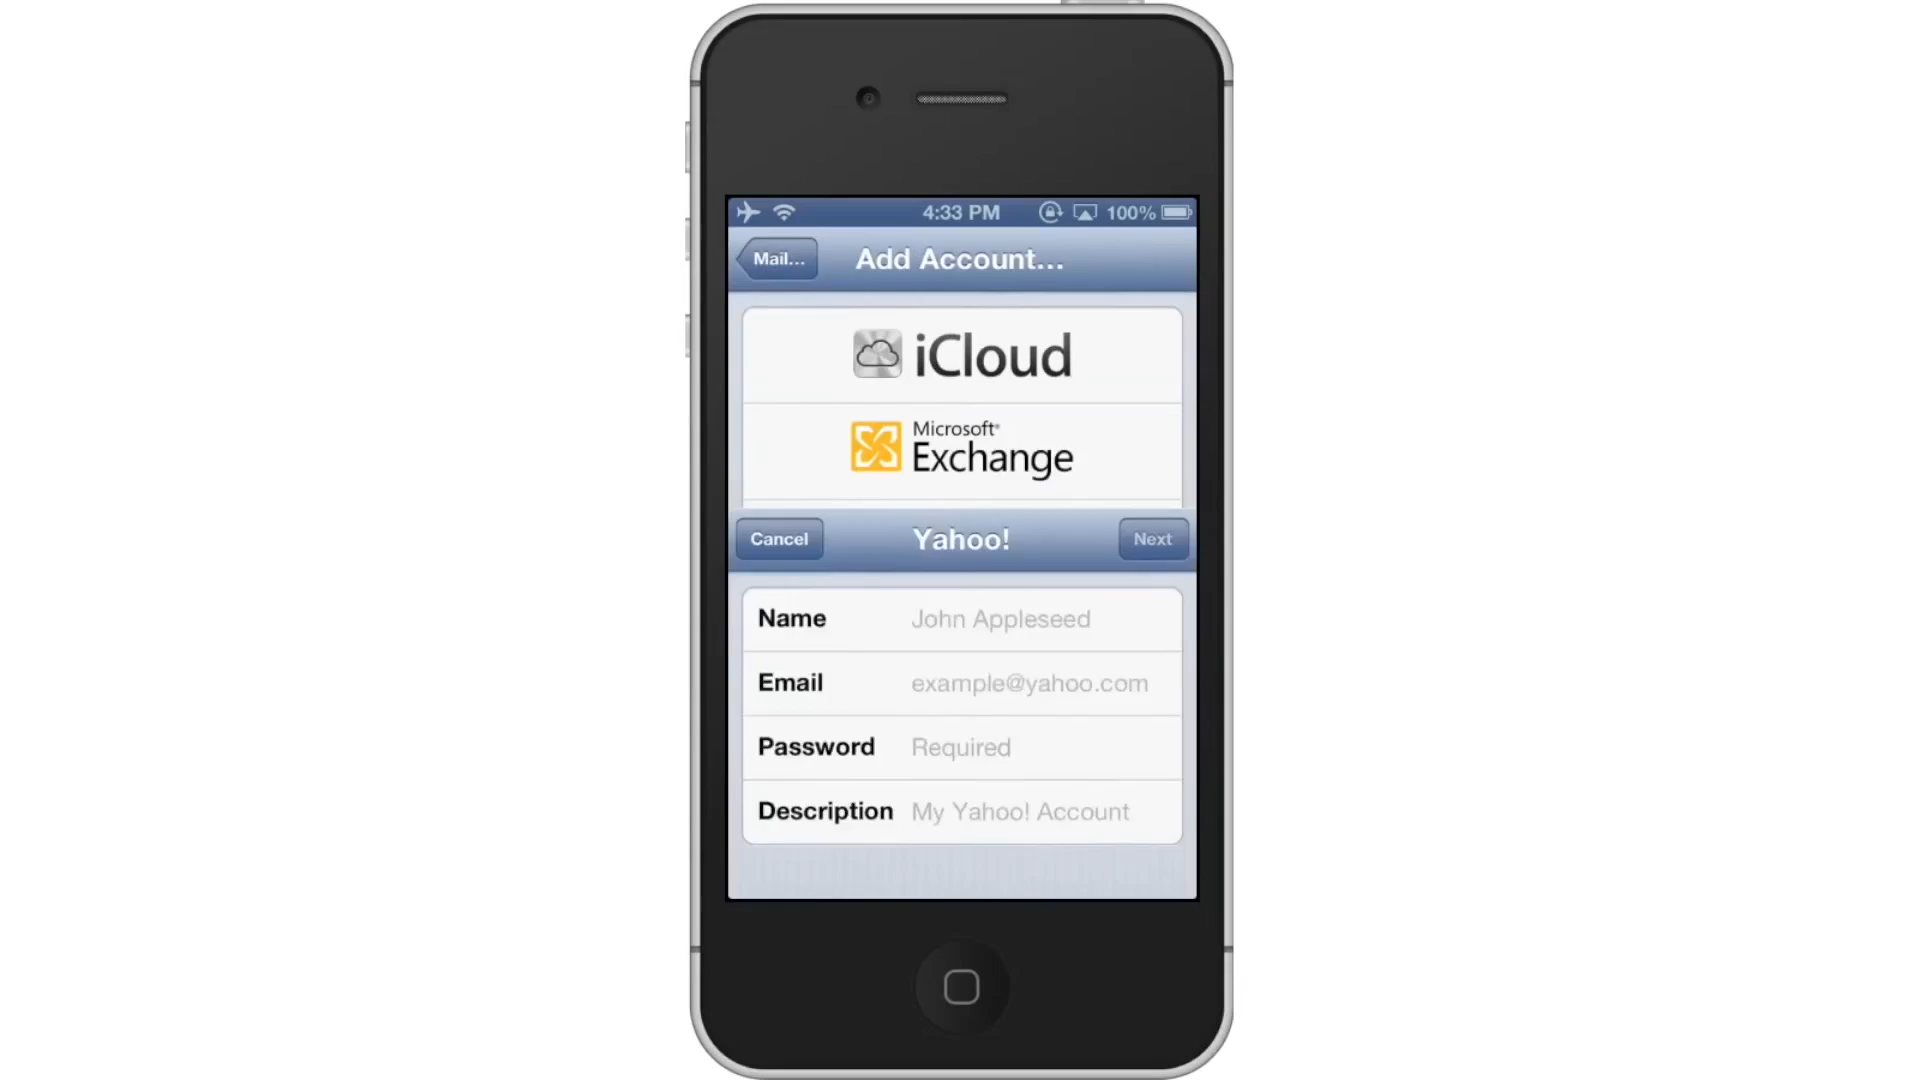 4:33 PM 100%
Mail... Add Account...
iCloud
Microsoft®
Exchange
Cancel Yahoo! Next
Name John Appleseed
Email example@yahoo.com
Password Required
Description My Yahoo! Account